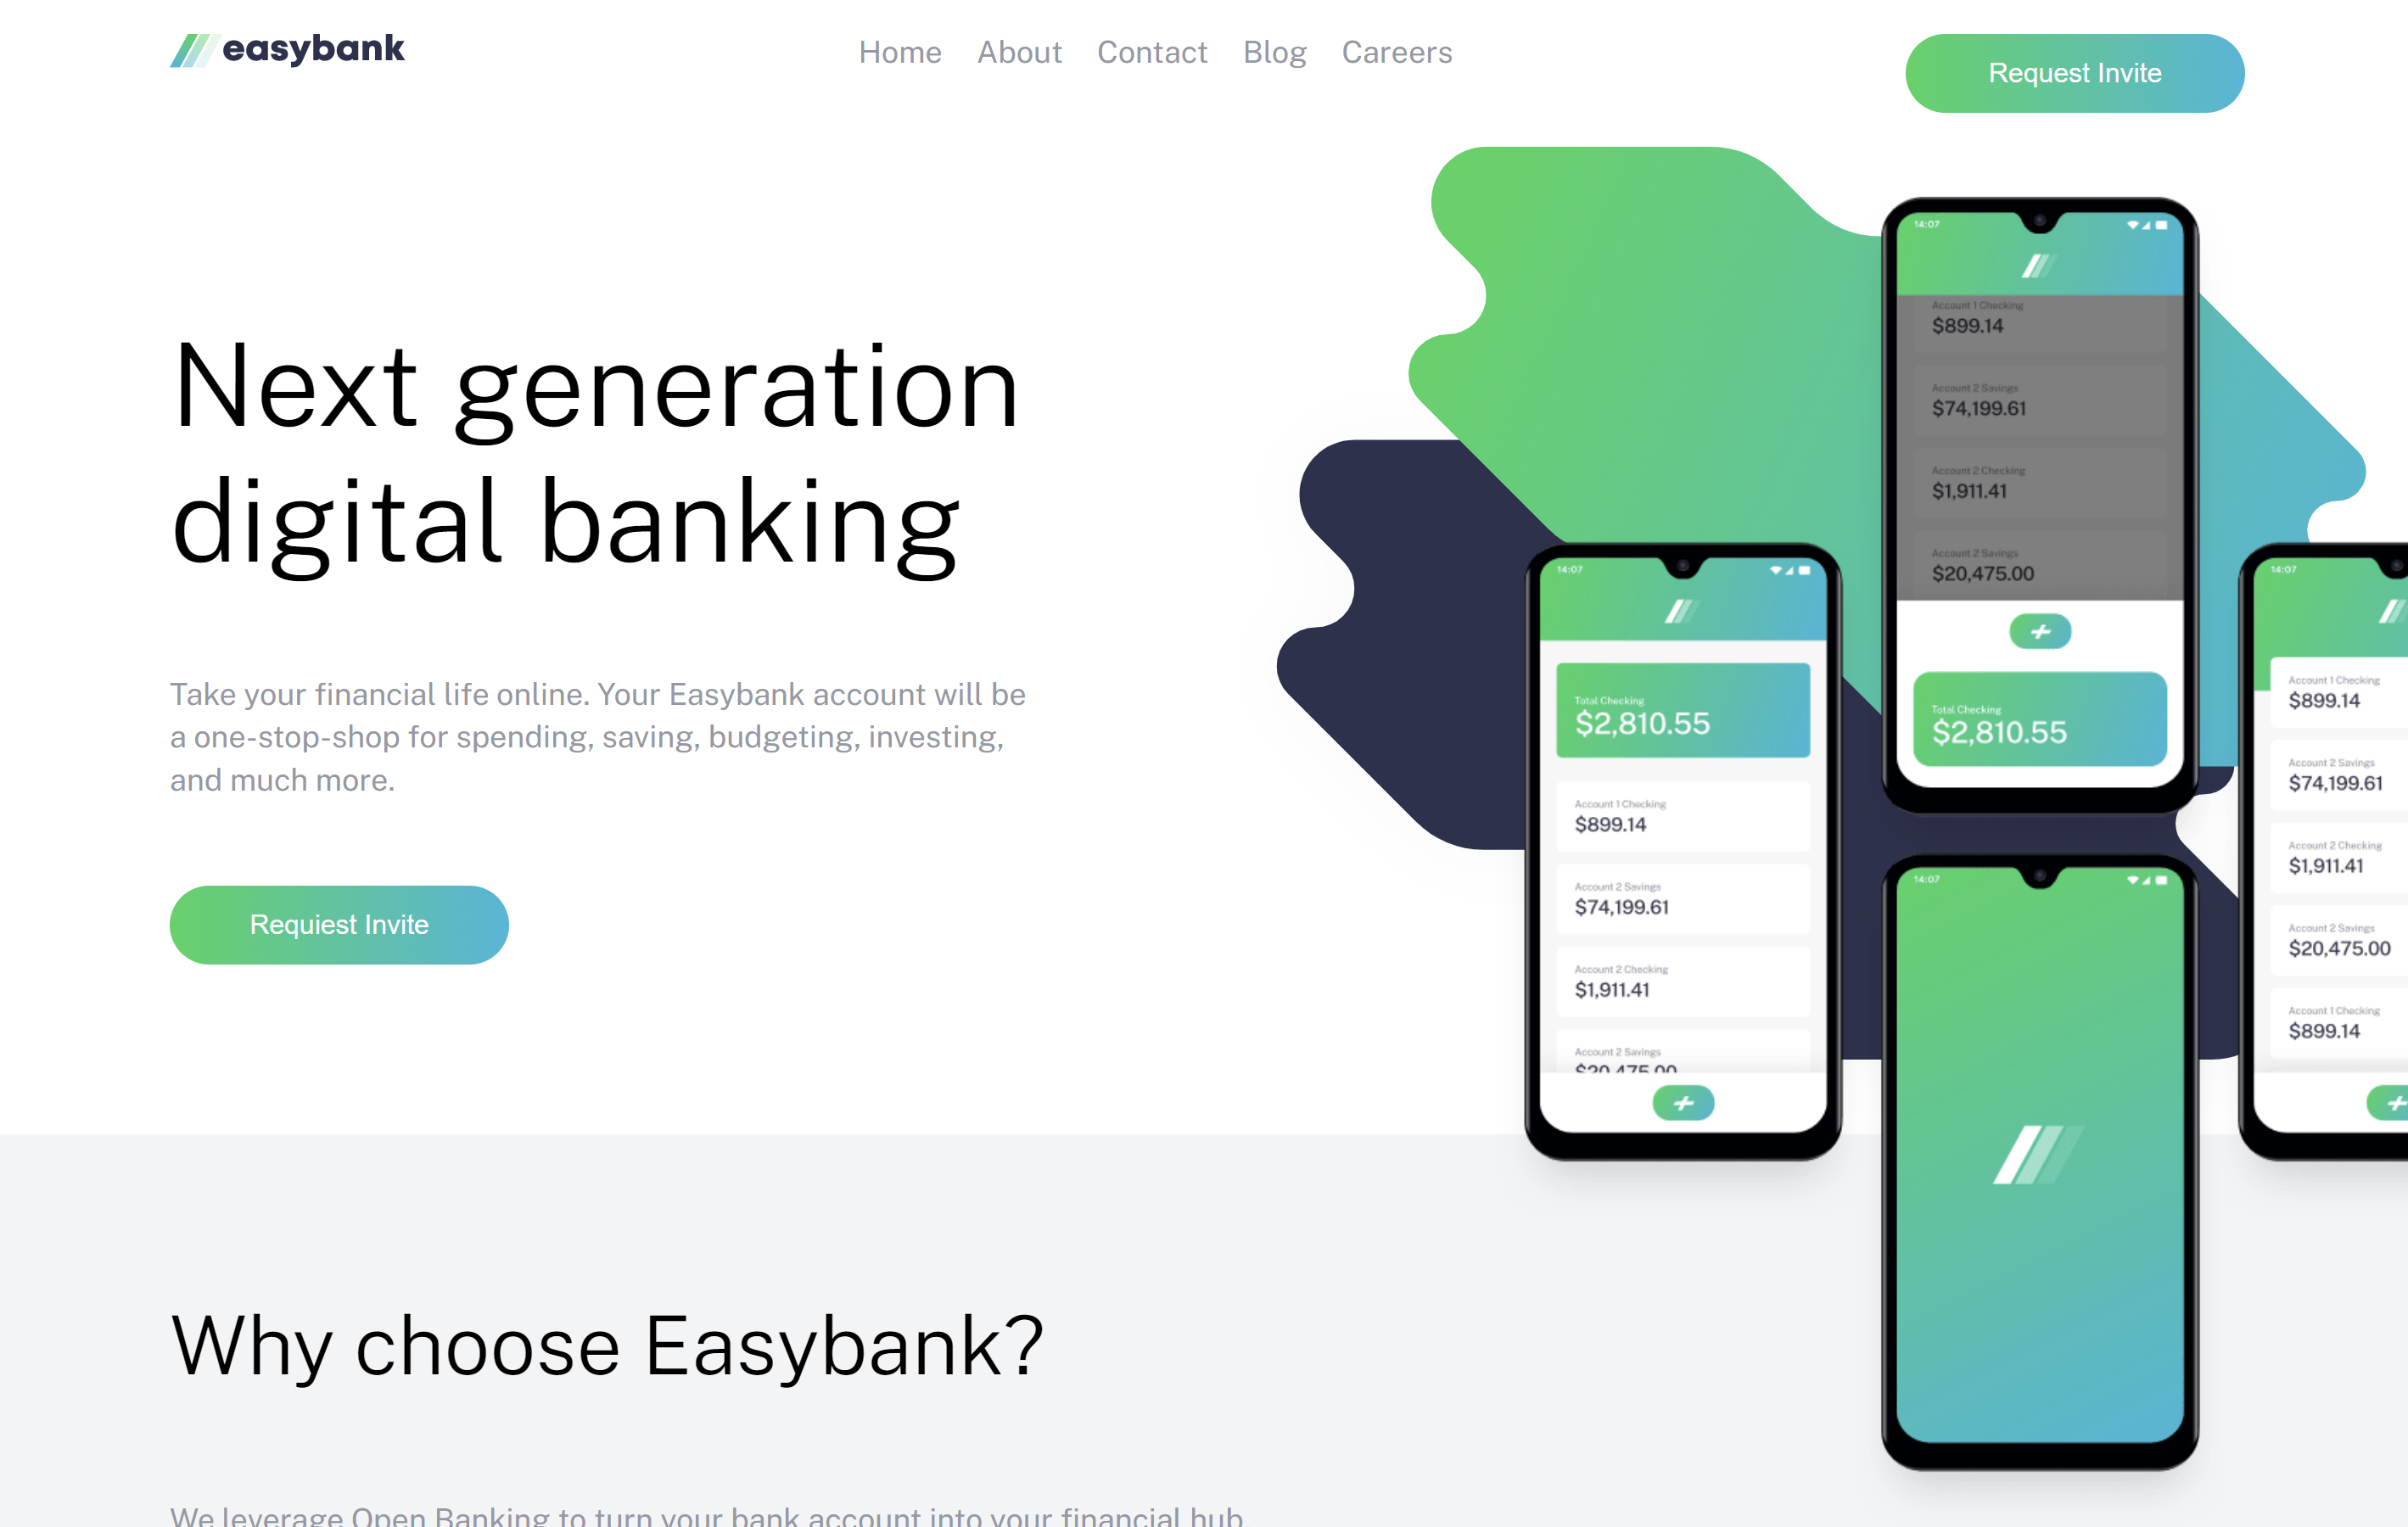 easybank
Home About Contact Blog Careers
Request Invite
Next generation
digital banking
Take your financial life online. Your Easybank account will be
a one-stop-shop for spending, saving, budgeting, investing,
and much more.
Requiest Invite
14:07
Account 1 Checking
$899.14
Account 2 Savings
$74,199.61
Account 2 Checking
$1,911.41
Account 2 Savings
$20,475.00
Total Checking
$2,810.55
14:07
Total Checking
$2,810.55
Account 1 Checking
$899.14
Account 2 Savings
$74,199.61
Account 2 Checking
$1,911.41
Account 2 Savings
$20,475.00
14:07
Account 1 Checking
$899.14
Account 2 Savings
$74,199.61
Account 2 Checking
$1,911.41
Account 2 Savings
$20,475.00
Account 1 Checking
$899.14
14:07
Why choose Easybank?
We leverage Open Banking to turn your bank account into your financial hub.